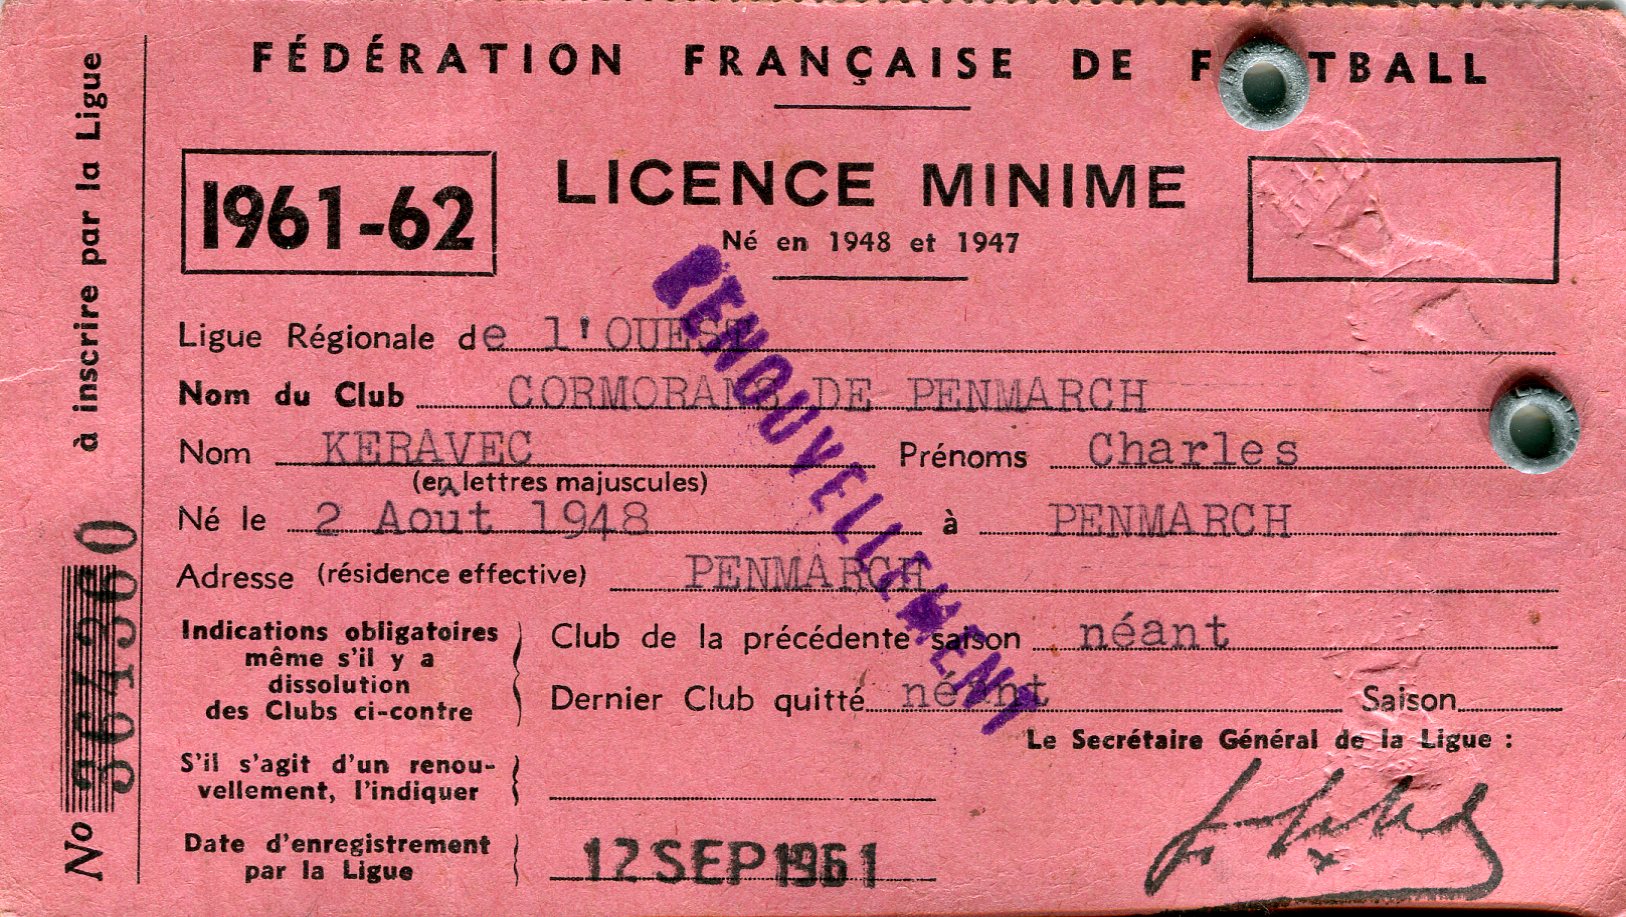 FÉDÉRATION FRANÇAISE DE F TBALL
1961-62
LICENCE MINIME
Né en 1948 et 1947
Ligue Régionale de l'OUEST
Nom du Club CORMORANS DE PENMARCH
Nom KERAVEC Prénoms Charles
(en lettres majuscules)
Né le 2 Août 1948 à PENMARCH
Adresse (résidence effective) PENMARCH
Indications obligatoires
même s'il y a
dissolution
des Clubs ci-contre
Club de la précédente saison néant
Dernier Club quitté néant Saison
Le Secrétaire Général de la Ligue :
S'il s'agit d'un renou-
vellement, l'indiquer
Date d'enregistrement
par la Ligue
12 SEP 1961
RENOUVELLEMENT
No 364360 à inscrire par la Ligue